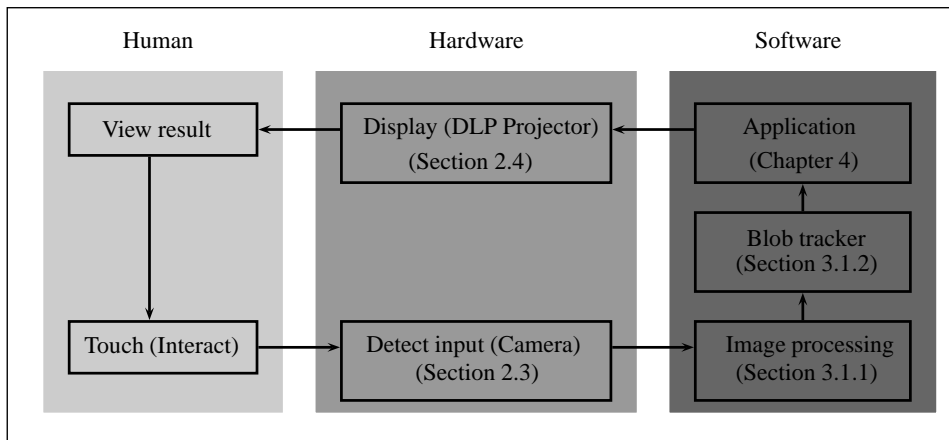 Human
Hardware
Software
View result
Display (DLP Projector)
(Section 2.4)
Application
(Chapter 4)
Blob tracker
(Section 3.1.2)
Touch (Interact)
Detect input (Camera)
(Section 2.3)
Image processing
(Section 3.1.1)